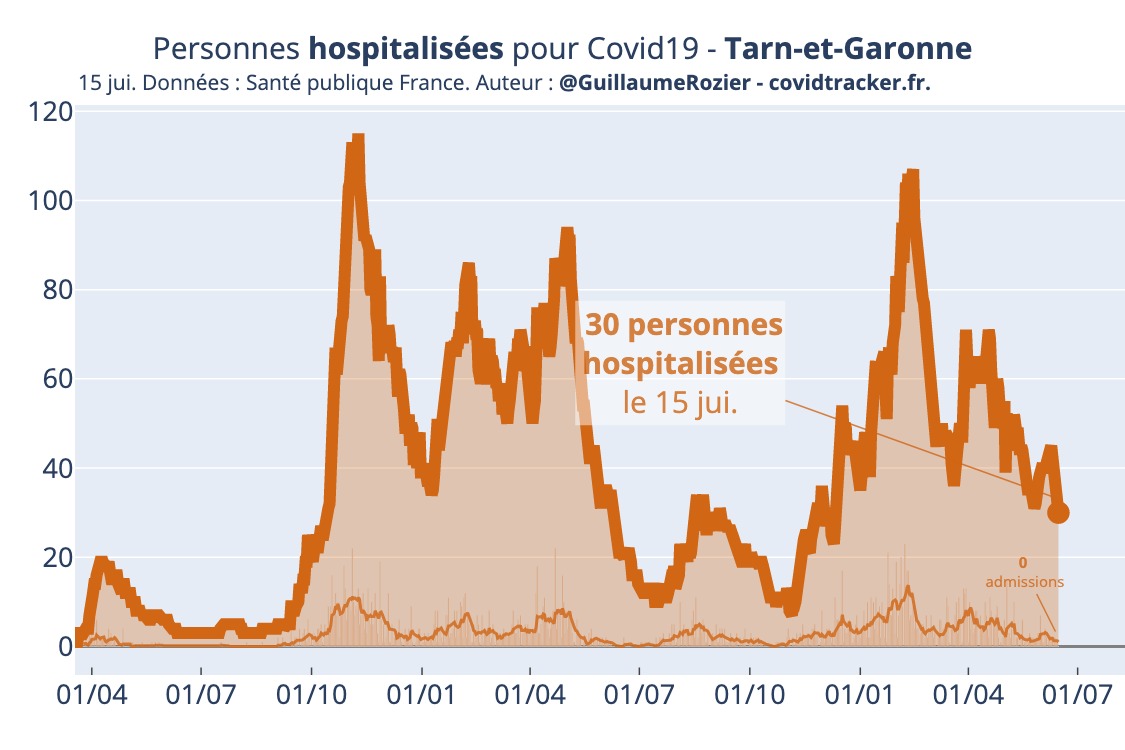 Personnes hospitalisées pour Covid19 - Tarn-et-Garonne
15 jui. Données : Santé publique France. Auteur : @GuillaumeRozier - covidtracker.fr.
120
100
80
60
40
20
0
30 personnes
hospitalisées
le 15 jui.
0
admissions
01/04 01/07 01/10 01/01 01/04 01/07 01/10 01/01 01/04 01/07